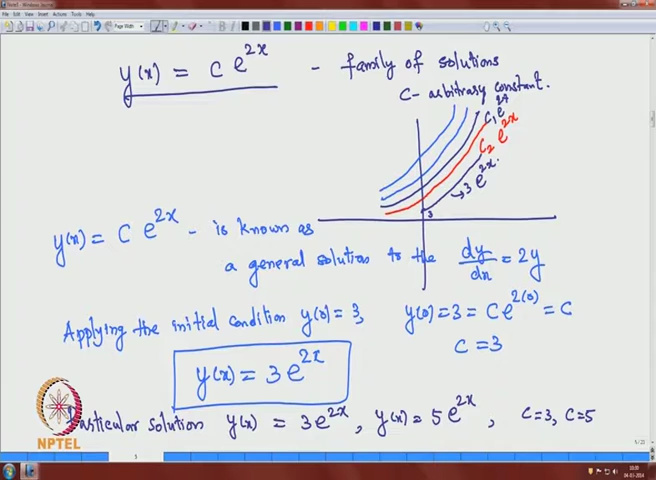 y(x) = C e^{2x} - family of solutions
C - arbitrary constant.
C₁e^{2x}
C₂ e^{2x}
→ 3 e^{2x}.
3
y(x) = C e^{2x} - is known as
a general solution to the dy/dx = 2y
Applying the initial condition y(0) = 3, y(0) = 3 = C e^{2(0)} = C
C = 3
y(x) = 3 e^{2x}
Particular solution y(x) = 3e^{2x}, y(x) = 5 e^{2x}, C=3, C=5
NPTEL